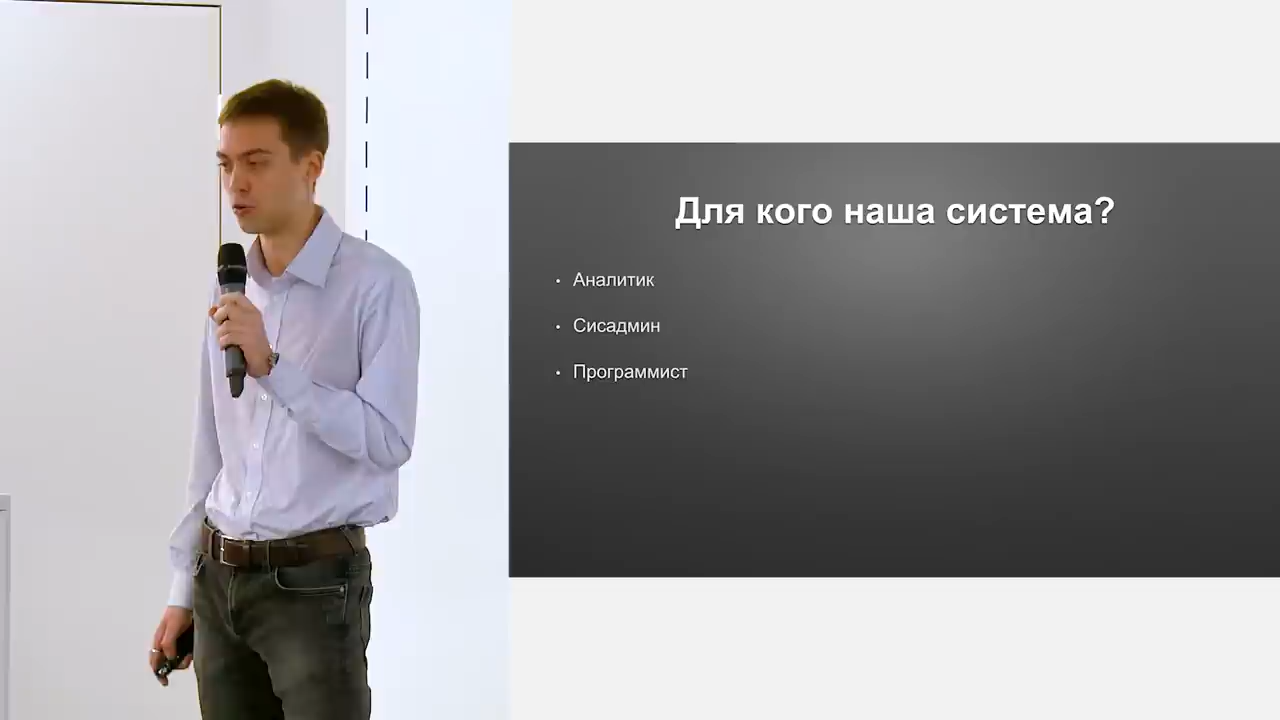 Для кого наша система?
• Аналитик
• Сисадмин
• Программист